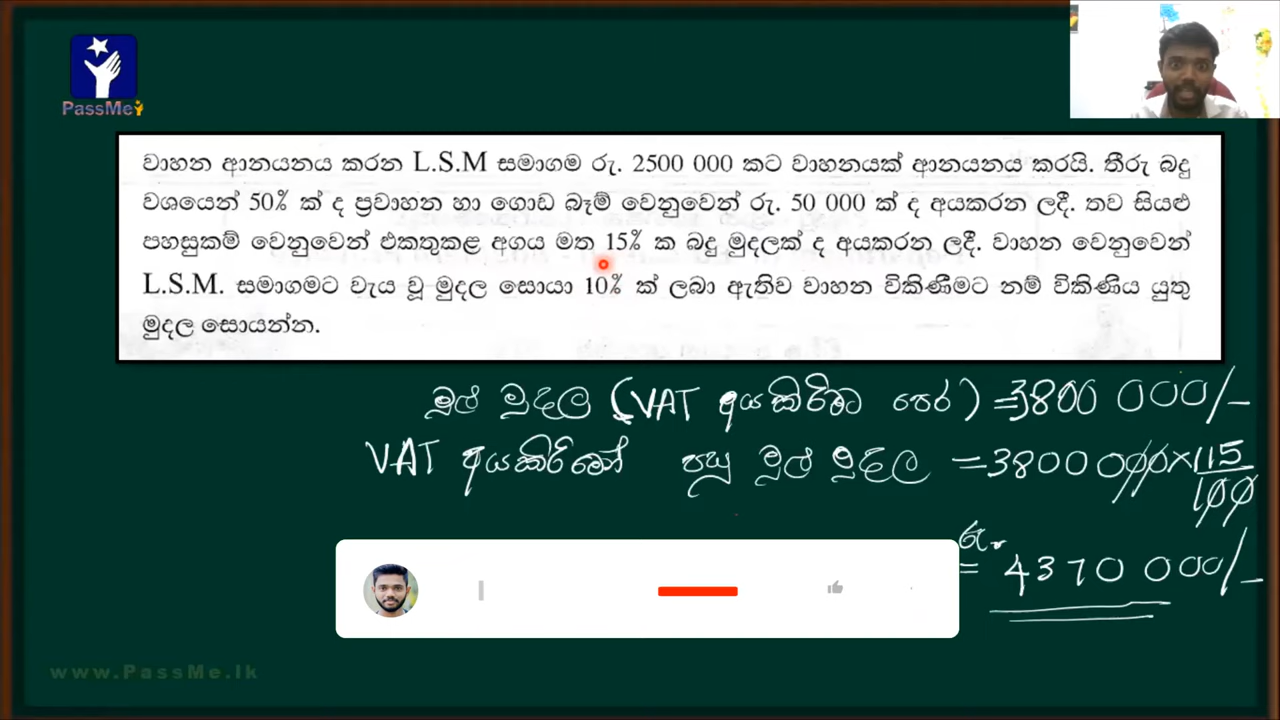 PassMe
වාහන ආනයනය කරන L.S.M සමාගම රු. 2500 000 කට වාහනයක් ආනයනය කරයි. තීරු බදු
වශයෙන් 50% ක් ද ප්‍රවාහන හා ගොඩ බෑම් වෙනුවෙන් රු. 50 000 ක් ද අයකරන ලදී. තව සියළු
පහසුකම් වෙනුවෙන් එකතුකළ අගය මත 15% ක බදු මුදලක් ද අයකරන ලදී. වාහන වෙනුවෙන්
L.S.M. සමාගමට වැය වූ මුදල සොයා 10% ක් ලබා ඇතිව වාහන විකිණීමට නම් විකිණිය යුතු
මුදල සොයන්න.
මුල් මුදල (VAT අයකිරීමට පෙර) = 3800 000/-
VAT අයකිරීමෙන් පසු මුල් මුදල = 3800 000 × 115/100
රු. = 4370 000/-
www.PassMe.lk